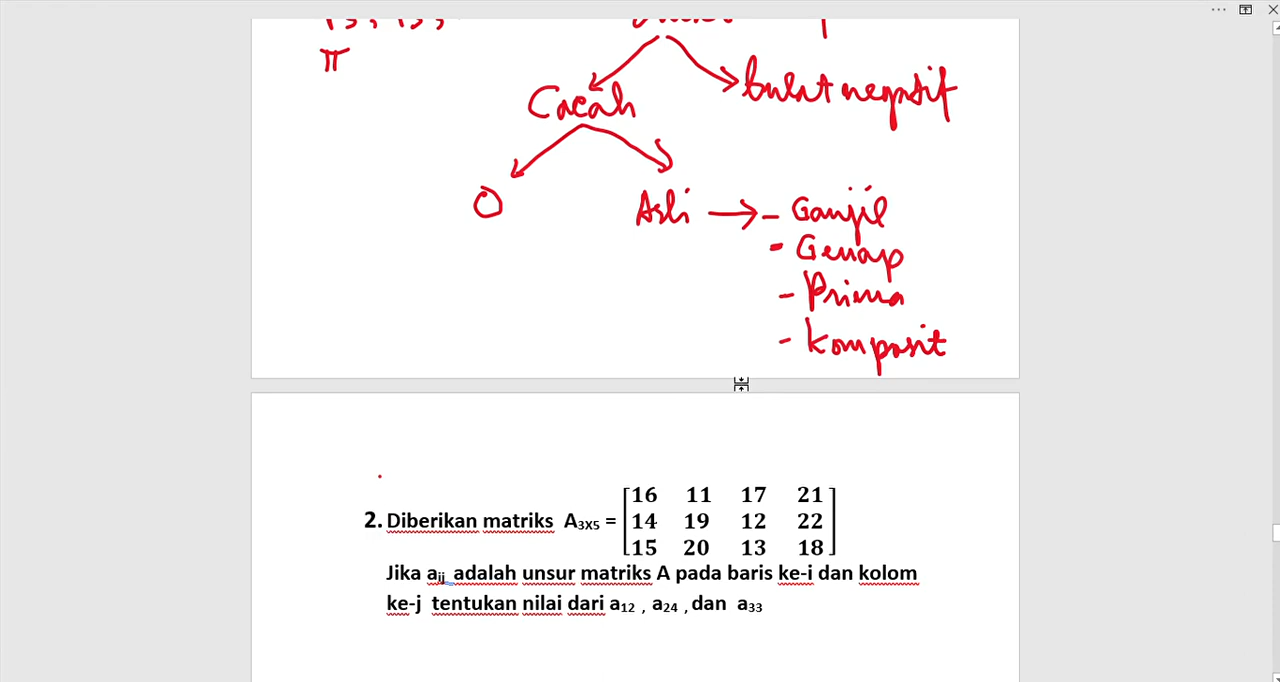 π
Cacah
bulat negatif
0
Asli → - Ganjil
- Genap
- Prima
- Komposit
2. Diberikan matriks A3X5 = [16 11 17 21
14 19 12 22
15 20 13 18]
Jika aij adalah unsur matriks A pada baris ke-i dan kolom
ke-j tentukan nilai dari a12 , a24 , dan a33